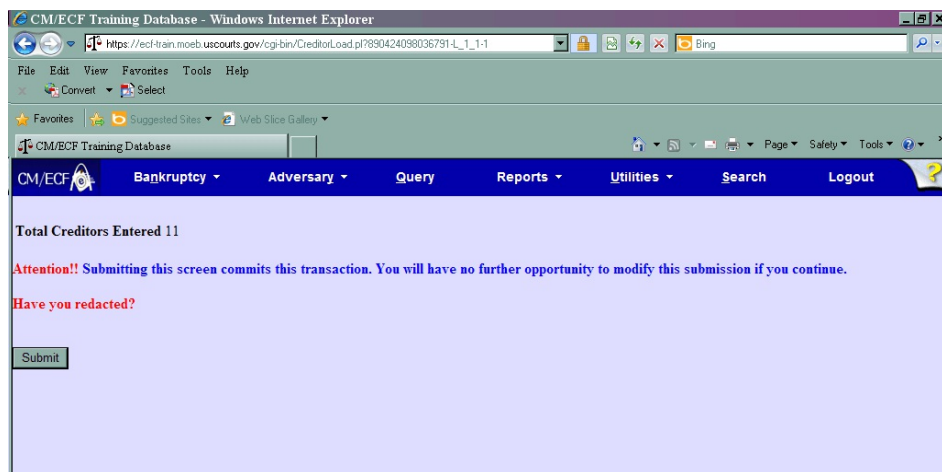 CM/ECF Training Database - Windows Internet Explorer
https://ecf-train.moeb.uscourts.gov/cgi-bin/CreditorLoad.pl?890424098036791-L_1_1-1 Bing
File Edit View Favorites Tools Help
x Convert Select
Favorites Suggested Sites Web Slice Gallery
CM/ECF Training Database Page Safety Tools
CM/ECF Bankruptcy Adversary Query Reports Utilities Search Logout ?
Total Creditors Entered 11
Attention!! Submitting this screen commits this transaction. You will have no further opportunity to modify this submission if you continue.
Have you redacted?
Submit